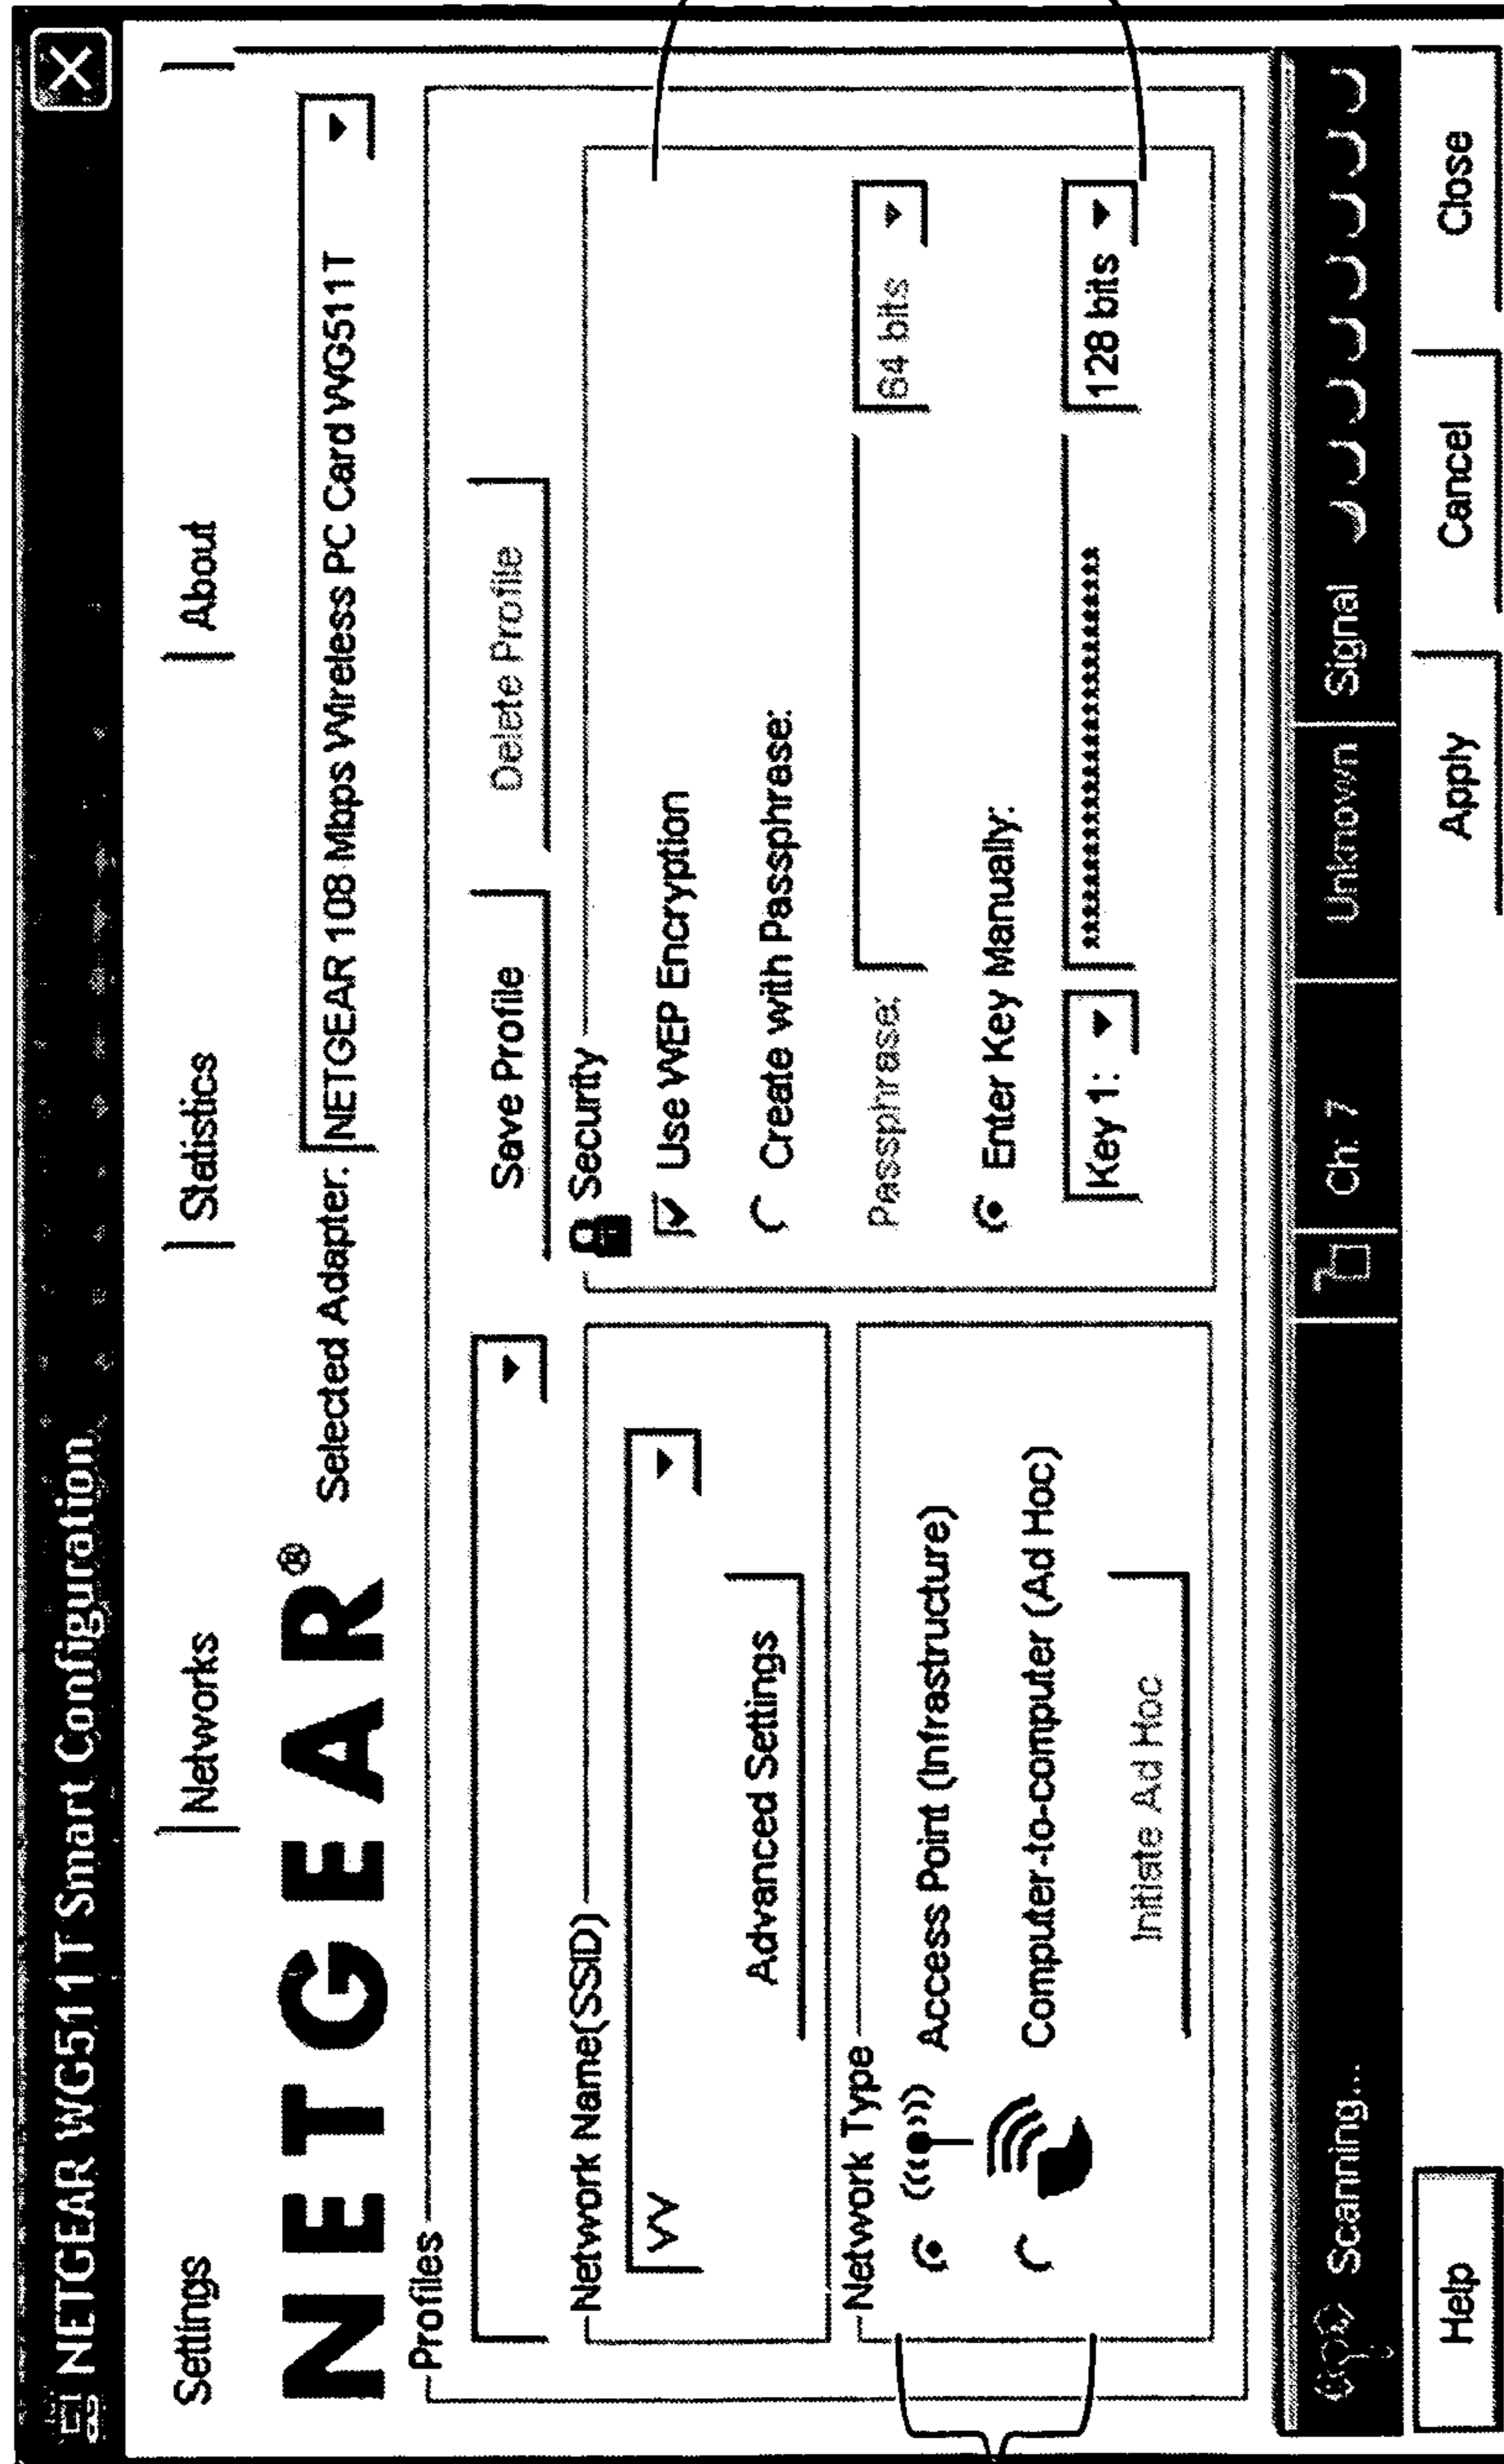 NETGEAR WG511T Smart Configuration
Settings
Networks
Statistics
About
NETGEAR®
Selected Adapter:
NETGEAR 108 Mbps Wireless PC Card WG511T
Profiles
Save Profile
Delete Profile
Network Name(SSID)
VV
Advanced Settings
Network Type
Access Point (Infrastructure)
Computer-to-computer (Ad Hoc)
Initiate Ad Hoc
Security
Use WEP Encryption
Create with Passphrase:
Passphrase:
64 bits
Enter Key Manually:
Key 1:
**************************
128 bits
Scanning...
Ch: 7
Unknown
Signal
Help
Apply
Cancel
Close